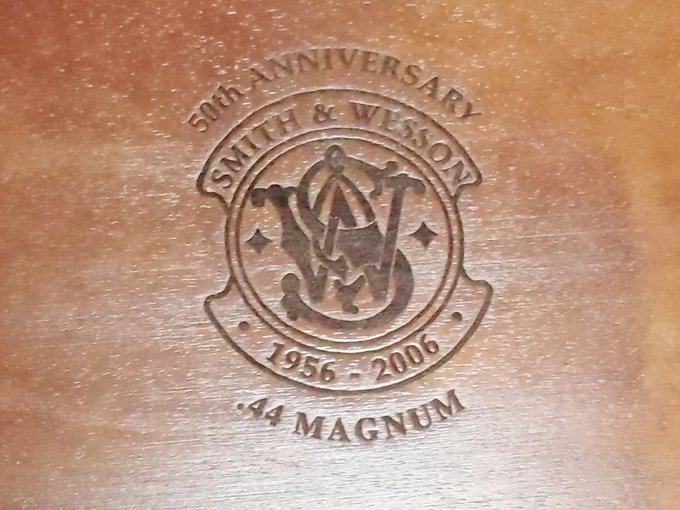 50th ANNIVERSARY
SMITH & WESSON
S&W
· 1956 - 2006 ·
.44 MAGNUM